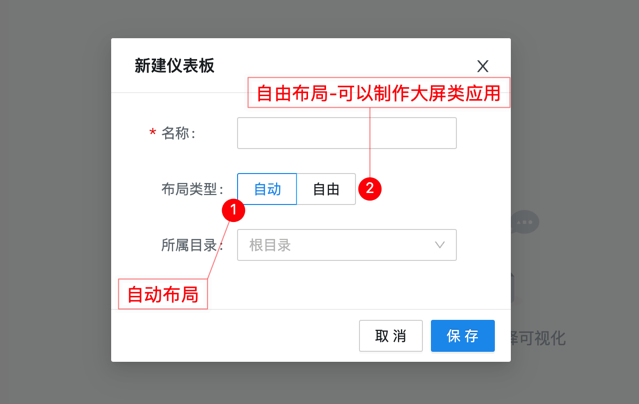 新建仪表板
自由布局-可以制作大屏类应用
* 名称:
布局类型: 自动 自由 2
1
所属目录: 根目录
自动布局
取 消 保 存
择可视化